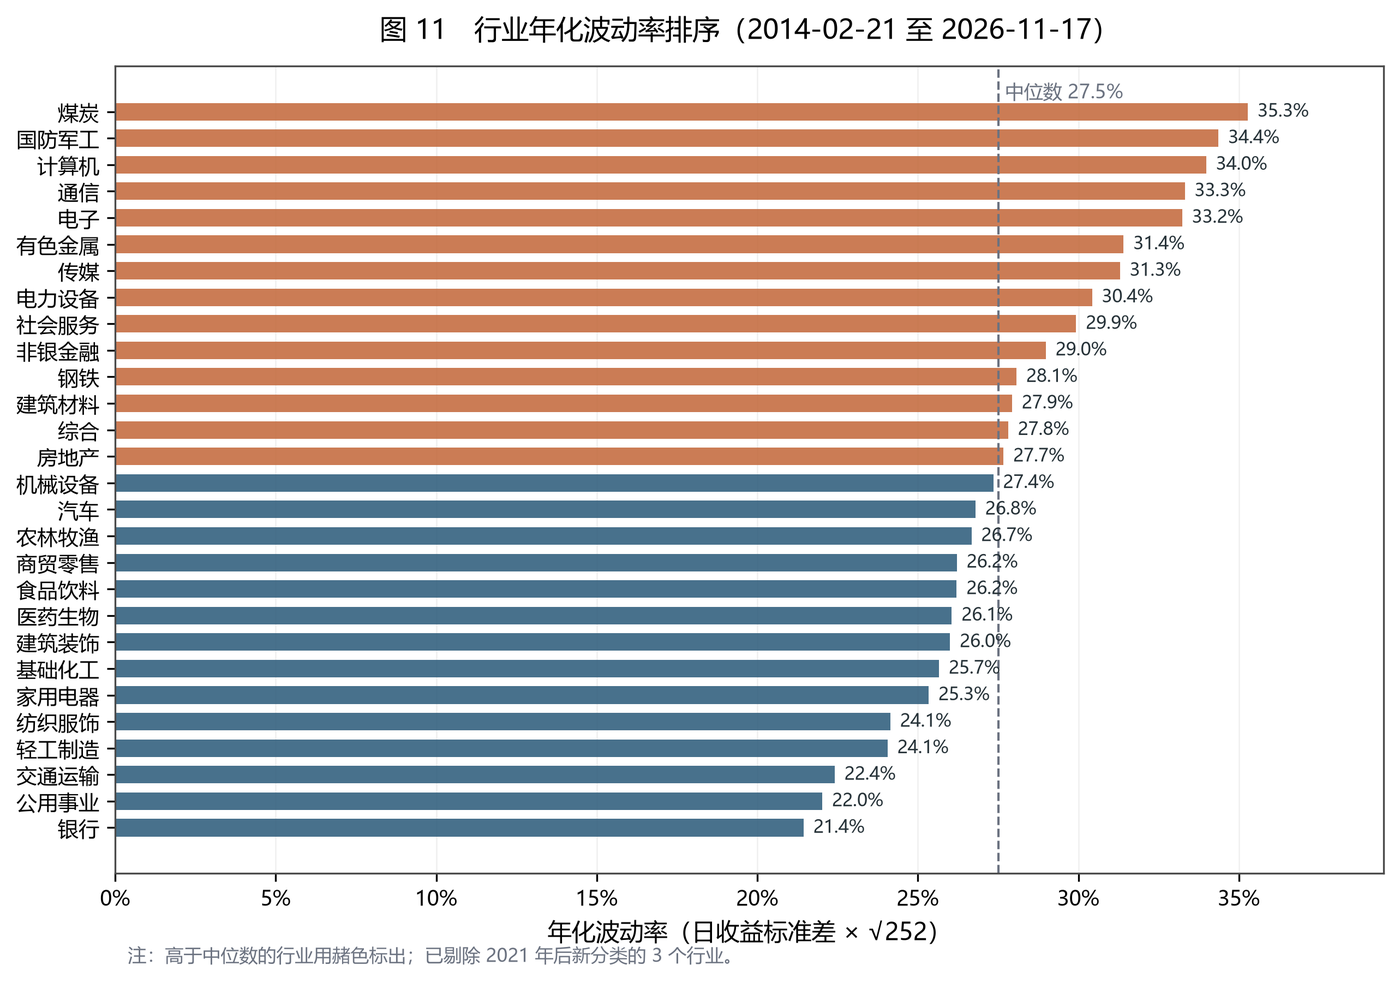 图 11　行业年化波动率排序（2014-02-21 至 2026-11-17）
中位数 27.5%
煤炭 35.3%
国防军工 34.4%
计算机 34.0%
通信 33.3%
电子 33.2%
有色金属 31.4%
传媒 31.3%
电力设备 30.4%
社会服务 29.9%
非银金融 29.0%
钢铁 28.1%
建筑材料 27.9%
综合 27.8%
房地产 27.7%
机械设备 27.4%
汽车 26.8%
农林牧渔 26.7%
商贸零售 26.2%
食品饮料 26.2%
医药生物 26.1%
建筑装饰 26.0%
基础化工 25.7%
家用电器 25.3%
纺织服饰 24.1%
轻工制造 24.1%
交通运输 22.4%
公用事业 22.0%
银行 21.4%
0% 5% 10% 15% 20% 25% 30% 35%
年化波动率（日收益标准差 × √252）
注：高于中位数的行业用赭色标出；已剔除 2021 年后新分类的 3 个行业。